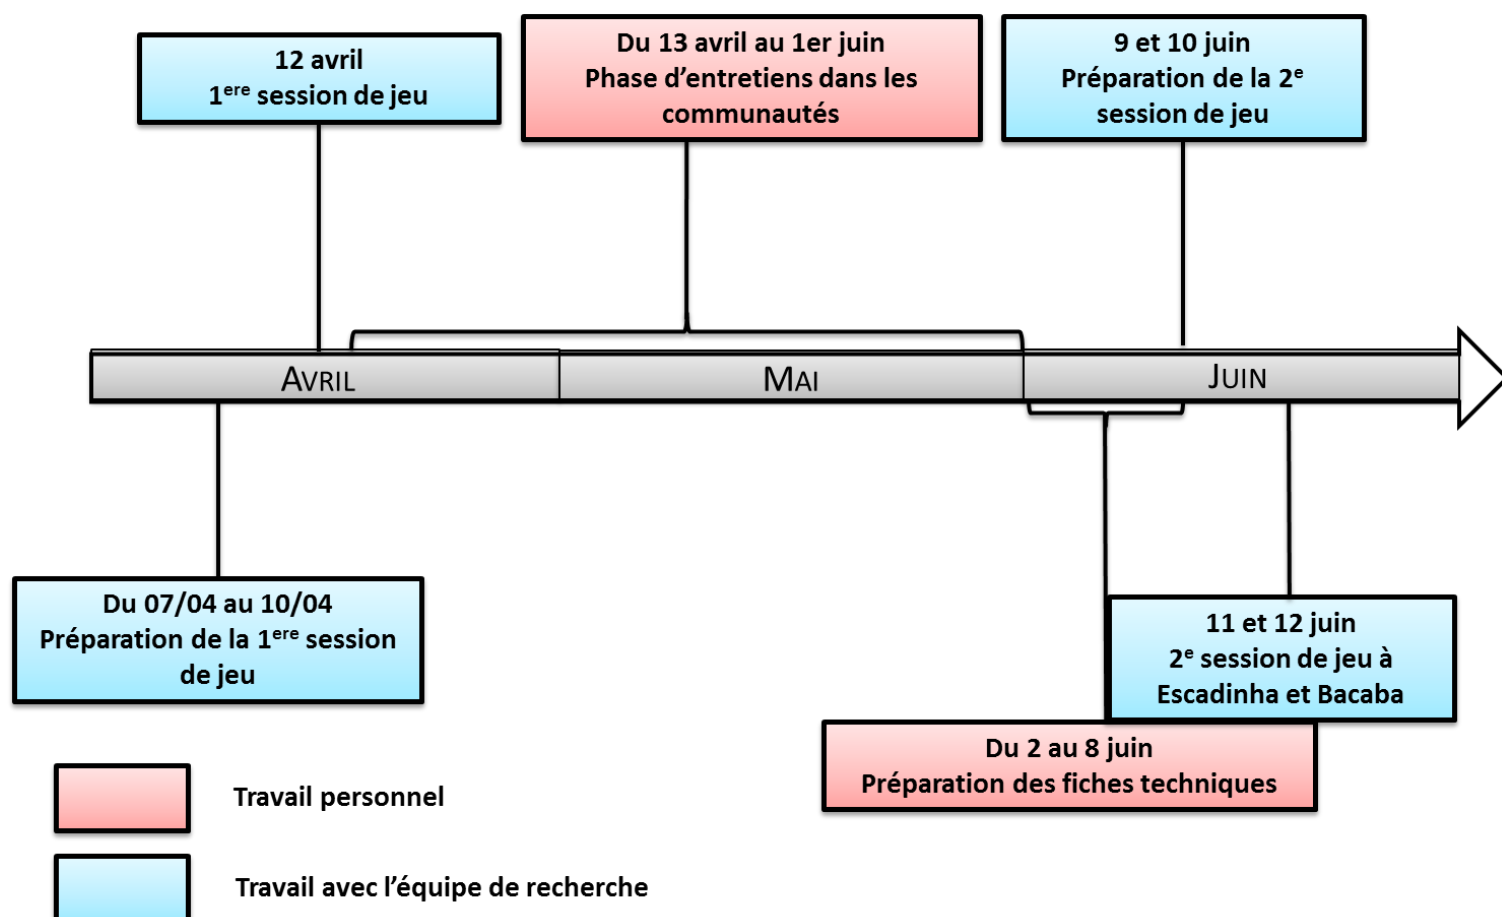 12 avril
1ere session de jeu
Du 13 avril au 1er juin
Phase d’entretiens dans les
communautés
9 et 10 juin
Préparation de la 2e
session de jeu
AVRIL
MAI
JUIN
Du 07/04 au 10/04
Préparation de la 1ere session
de jeu
11 et 12 juin
2e session de jeu à
Escadinha et Bacaba
Du 2 au 8 juin
Préparation des fiches techniques
Travail personnel
Travail avec l’équipe de recherche